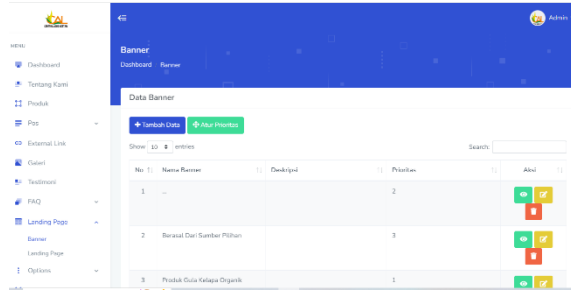 CAL
Admin
MENU
Dashboard
Tentang Kami
Produk
Pos
External Link
Galeri
Testimoni
FAQ
Landing Page
Banner
Landing Page
Options
Banner
Dashboard Banner
Data Banner
+ Tambah Data Atur Prioritas
Show 10 entries Search:
No Nama Banner Deskripsi Prioritas Aksi
1 ... 2
2 Berasal Dari Sumber Pilihan 3
3 Produk Gula Kelapa Organik 1